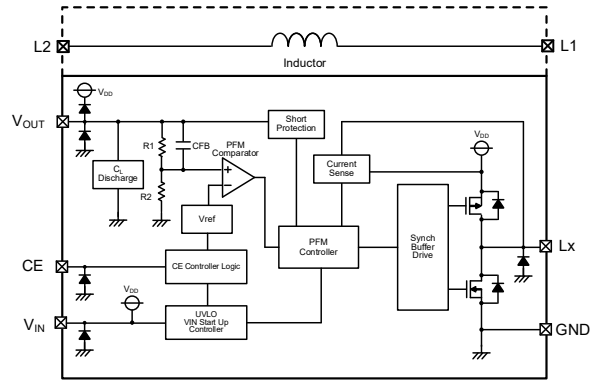 L2
L1
Inductor
VDD
VOUT
Short
Protection
R1
CFB
PFM
Comparator
VDD
CL
Discharge
R2
+
−
Current
Sense
Vref
PFM
Controller
Synch
Buffer
Drive
Lx
CE
CE Controller Logic
VDD
VIN
UVLO
VIN Start Up
Controller
GND